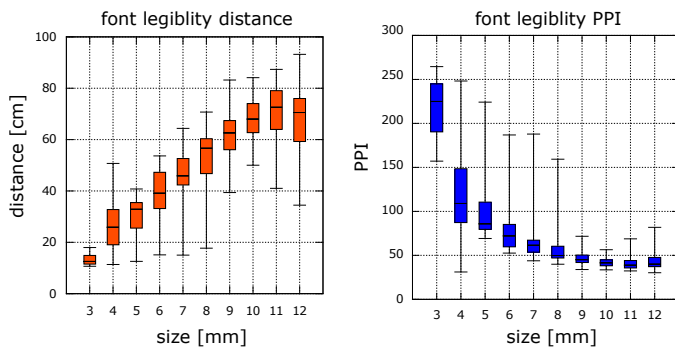 font legiblity distance
100
80
60
40
20
0
distance [cm]
3 4 5 6 7 8 9 10 11 12
size [mm]
font legiblity PPI
300
250
200
150
100
50
0
PPI
3 4 5 6 7 8 9 10 11 12
size [mm]